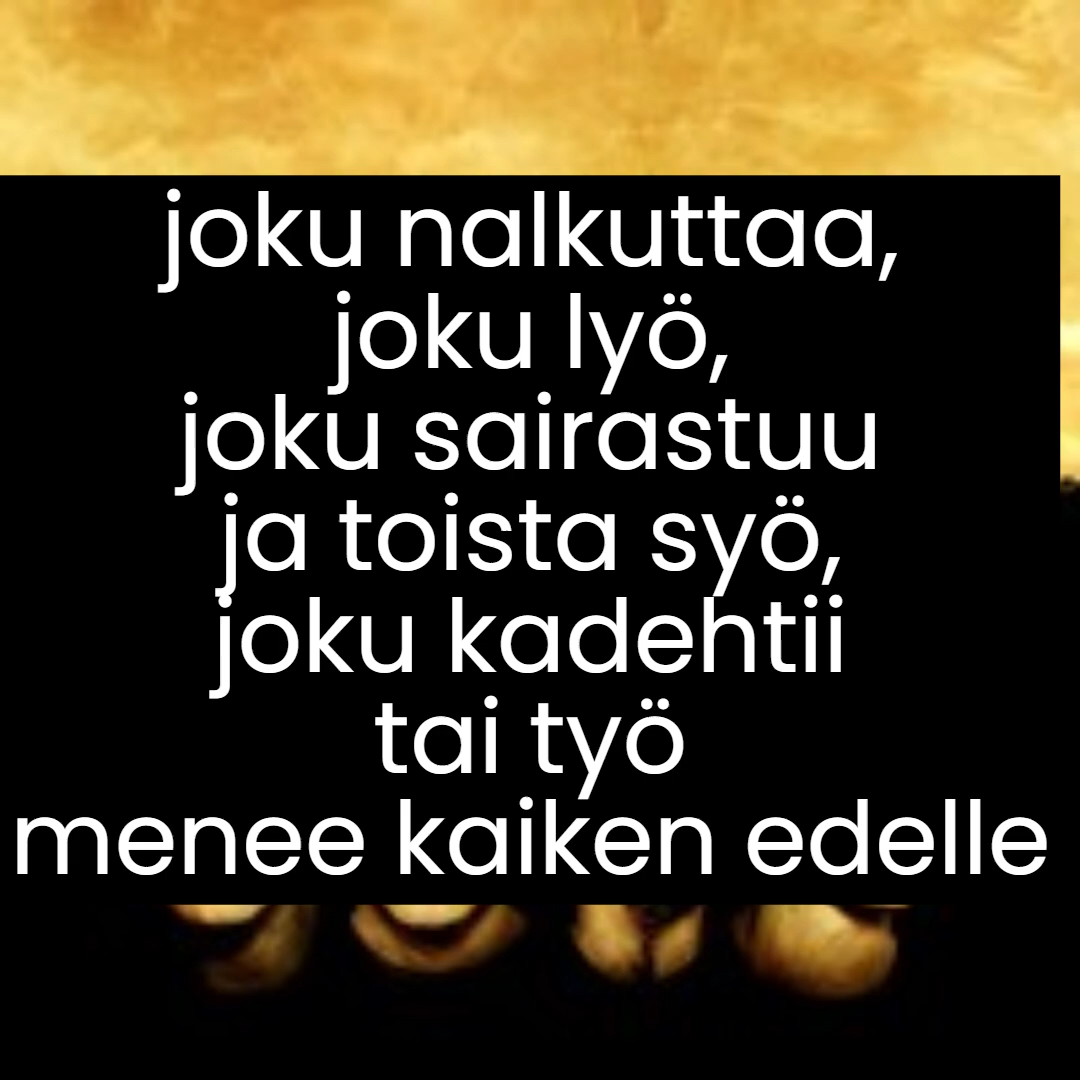 joku nalkuttaa,
joku lyö,
joku sairastuu
ja toista syö,
joku kadehtii
tai työ
menee kaiken edelle